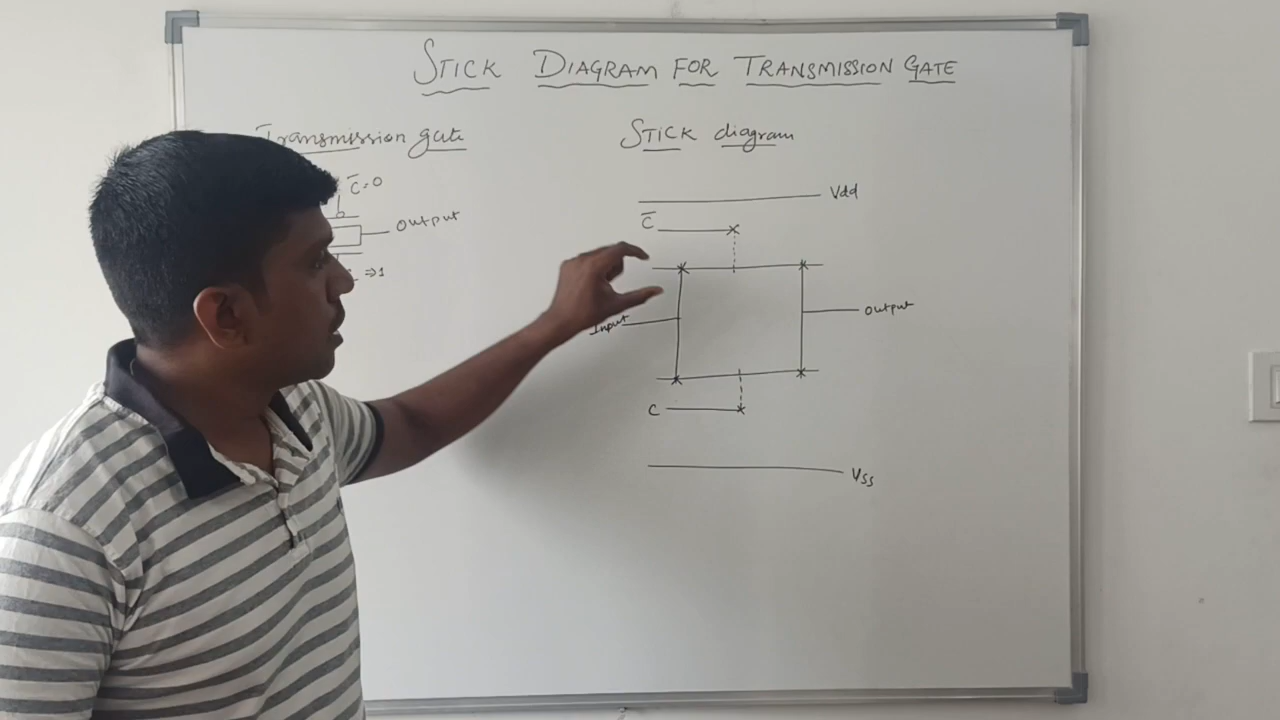 STICK DIAGRAM FOR TRANSMISSION GATE
Transmission gate
C̅=0
Output
⇒1
STICK diagram
Vdd
C̅
Input
Output
C
Vss